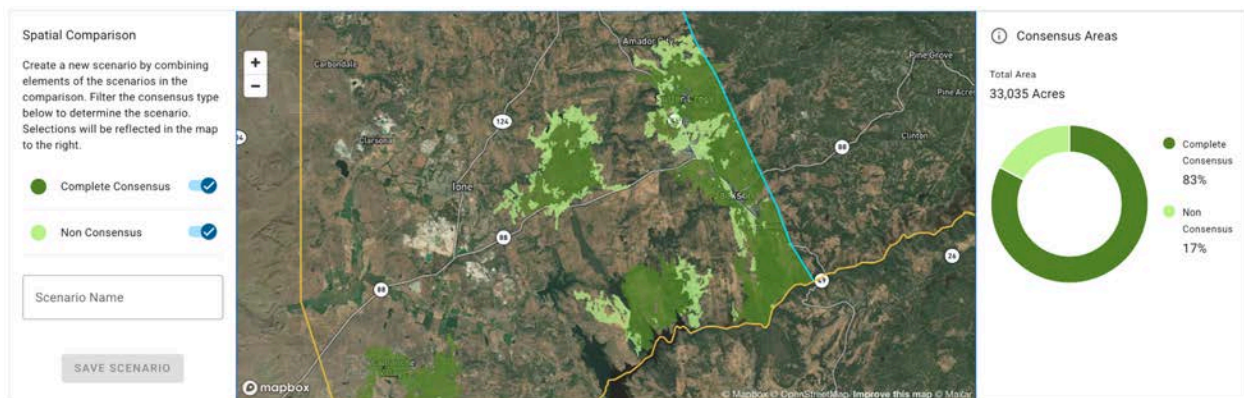 Spatial Comparison
Create a new scenario by combining
elements of the scenarios in the
comparison. Filter the consensus type
below to determine the scenario.
Selections will be reflected in the map
to the right.
Complete Consensus
Non Consensus
Scenario Name
SAVE SCENARIO
+
−
Amador City
Carbondale
Pine Grove
Pine Acres
124
Clarsona
88
Clinton
Ione
88
88
49
26
mapbox
© Mapbox © OpenStreetMap Improve this map © Maxar
Consensus Areas
Total Area
33,035 Acres
Complete
Consensus
83%
Non
Consensus
17%